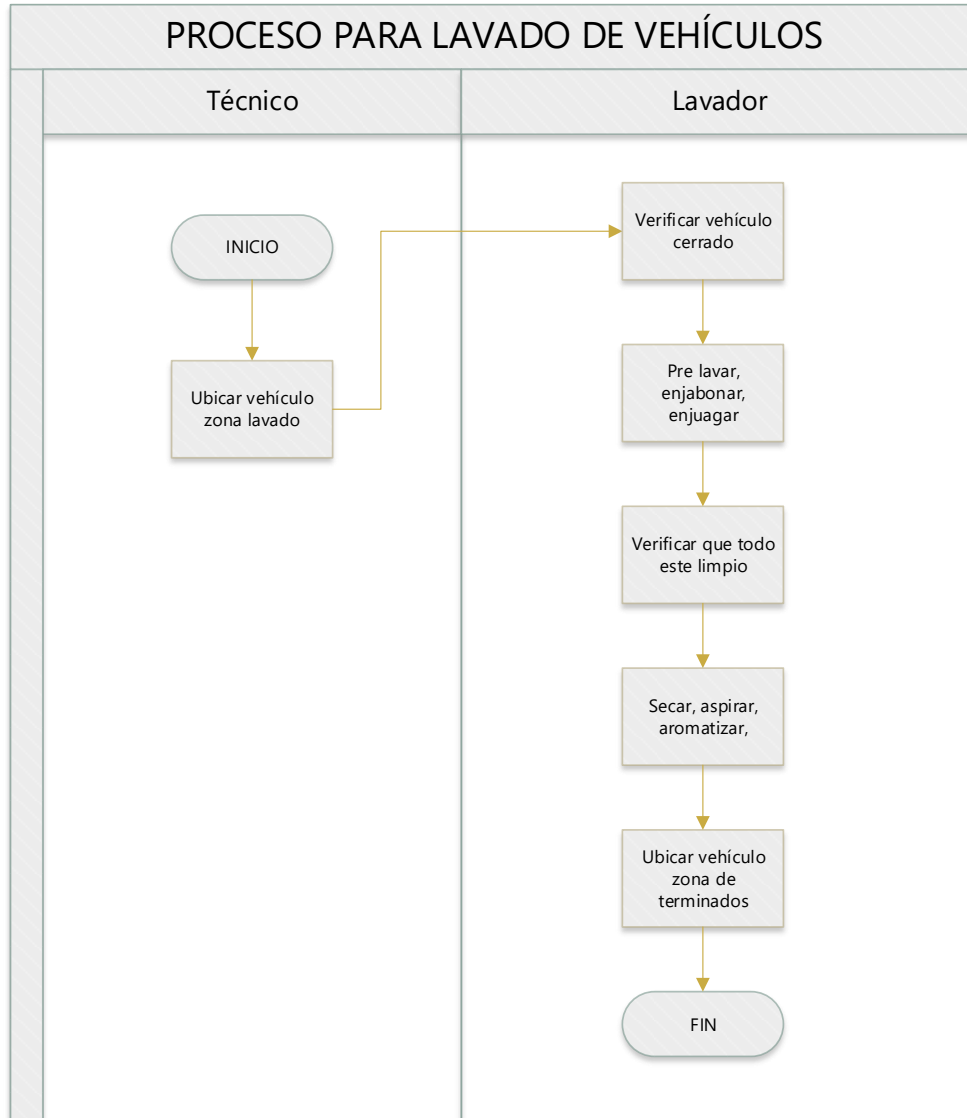 PROCESO PARA LAVADO DE VEHÍCULOS
Técnico
Lavador
INICIO
Ubicar vehículo
zona lavado
Verificar vehículo
cerrado
Pre lavar,
enjabonar,
enjuagar
Verificar que todo
este limpio
Secar, aspirar,
aromatizar,
Ubicar vehículo
zona de
terminados
FIN